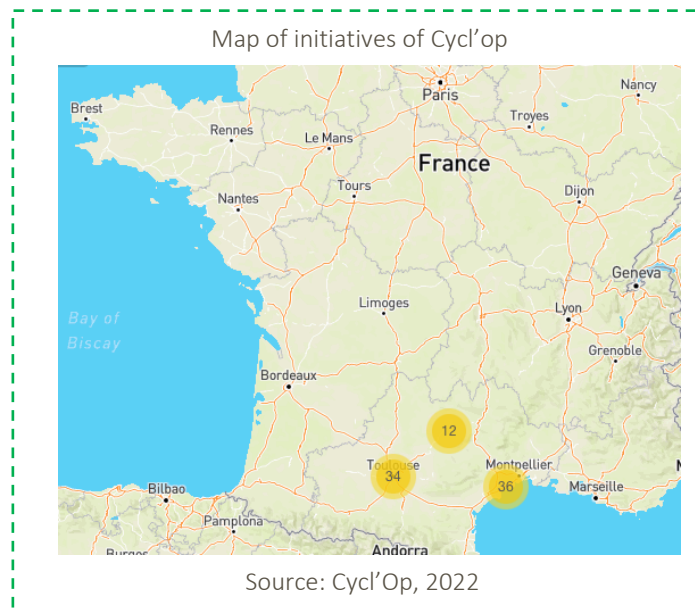 Map of initiatives of Cycl’op
Paris
Nancy
Brest
Troyes
Rennes
Le Mans
France
Tours
Dijon
Nantes
Geneva
Limoges
Lyon
Bay of
Biscay
Grenoble
Bordeaux
12
Toulouse
Montpellier
34
36
Marseille
Bilbao
Pamplona
Andorra
Source: Cycl’Op, 2022